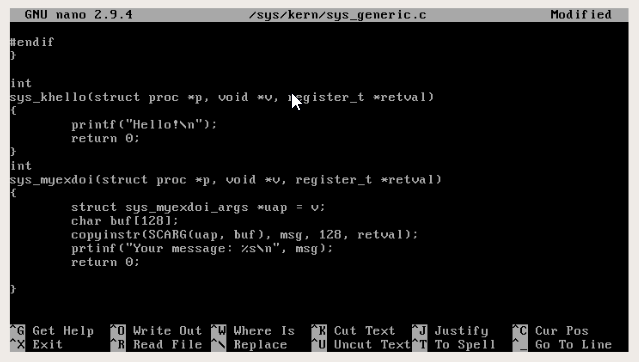 GNU nano 2.9.4 /sys/kern/sys_generic.c Modified
#endif
}
int
sys_khello(struct proc *p, void *v, register_t *retval)
{
printf("Hello!\n");
return 0;
}
int
sys_myexdoi(struct proc *p, void *v, register_t *retval)
{
struct sys_myexdoi_args *uap = v;
char buf[128];
copyinstr(SCARG(uap, buf), msg, 128, retval);
prtinf("Your message: %s\n", msg);
return 0;
}
^G Get Help ^O Write Out ^W Where Is ^K Cut Text ^J Justify ^C Cur Pos
^X Exit ^R Read File ^\ Replace ^U Uncut Text ^T To Spell ^_ Go To Line